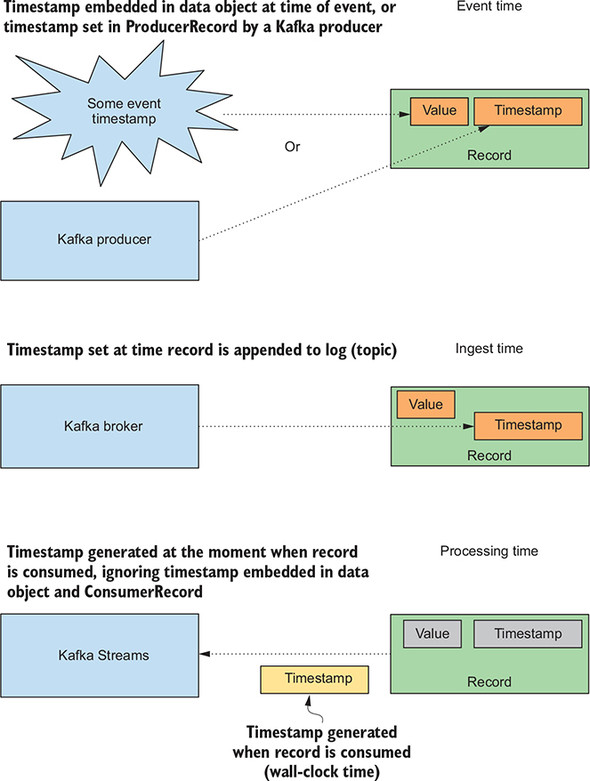 Timestamp embedded in data object at time of event, or
timestamp set in ProducerRecord by a Kafka producer
Event time
Some event
timestamp
Value
Timestamp
Or
Record
Kafka producer
Timestamp set at time record is appended to log (topic)
Ingest time
Kafka broker
Value
Timestamp
Record
Timestamp generated at the moment when record
is consumed, ignoring timestamp embedded in data
object and ConsumerRecord
Processing time
Kafka Streams
Value
Timestamp
Timestamp
Record
Timestamp generated
when record is consumed
(wall-clock time)